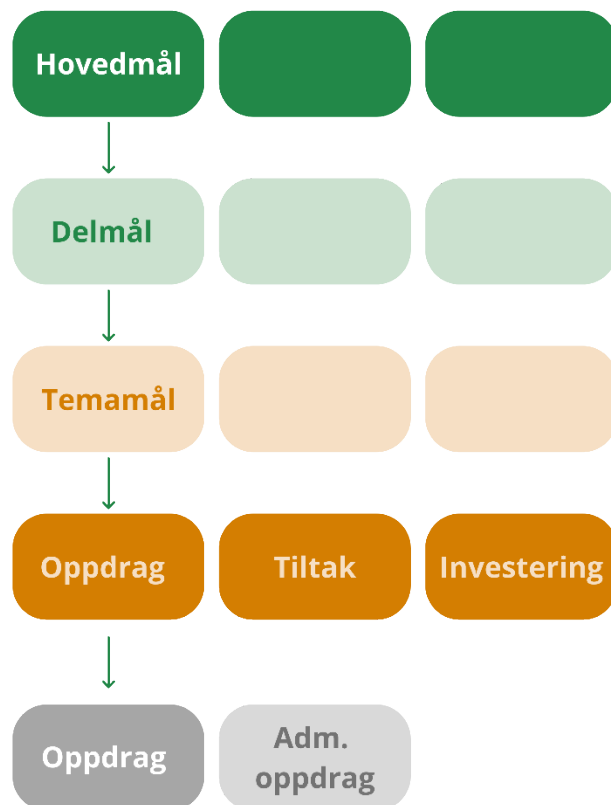 Hovedmål
Delmål
Temamål
Oppdrag
Tiltak
Investering
Oppdrag
Adm.
oppdrag